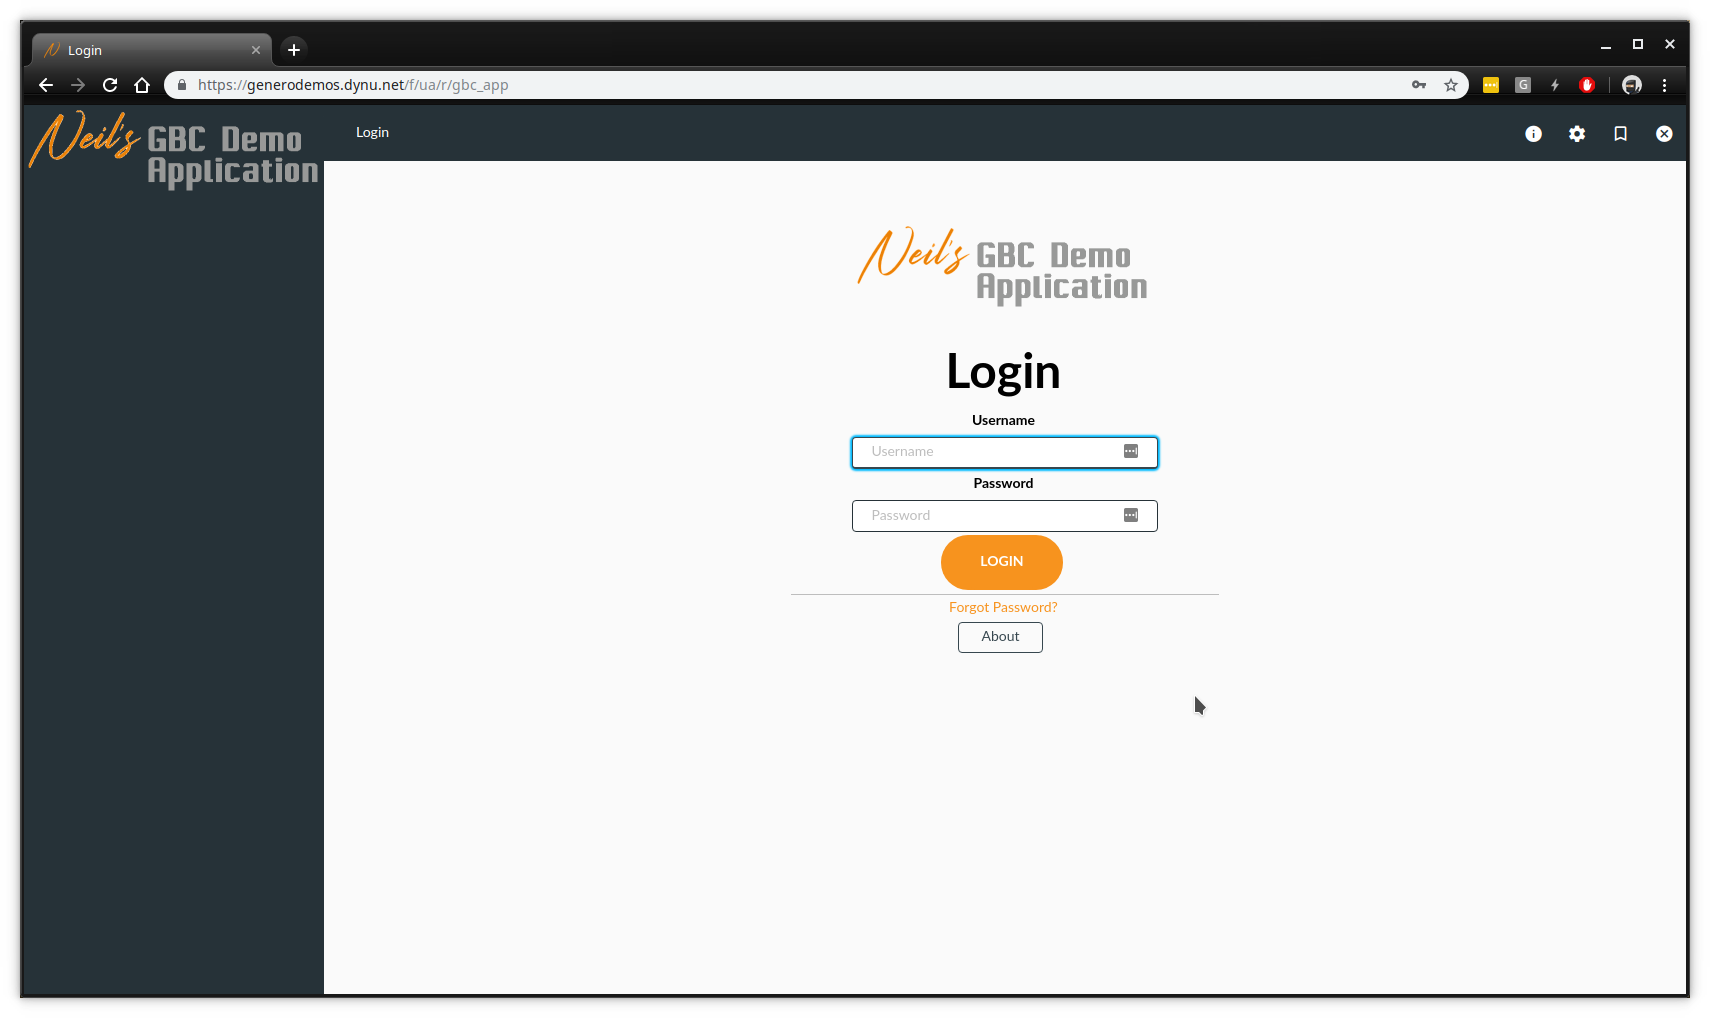 Login
https://generodemos.dynu.net/f/ua/r/gbc_app
G
Neil's GBC Demo
Application
Login
Neil's GBC Demo
Application
Login
Username
Username
Password
Password
LOGIN
Forgot Password?
About